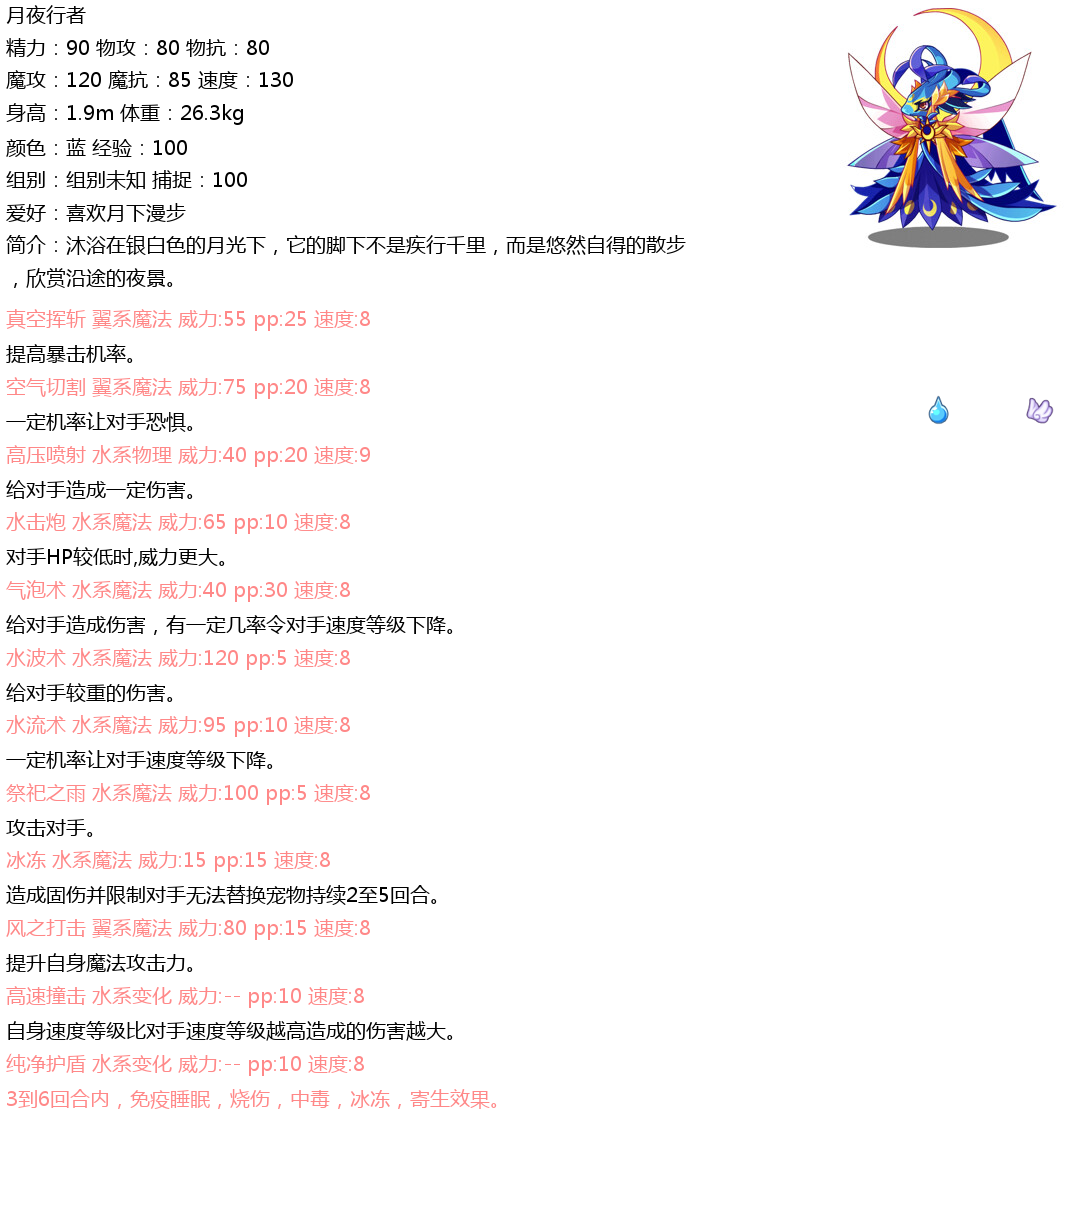 月夜行者
精力：90 物攻：80 物抗：80
魔攻：120 魔抗：85 速度：130
身高：1.9m 体重：26.3kg
颜色：蓝 经验：100
组别：组别未知 捕捉：100
爱好：喜欢月下漫步
简介：沐浴在银白色的月光下，它的脚下不是疾行千里，而是悠然自得的散步
，欣赏沿途的夜景。
真空挥斩 翼系魔法 威力:55 pp:25 速度:8
提高暴击机率。
空气切割 翼系魔法 威力:75 pp:20 速度:8
一定机率让对手恐惧。
高压喷射 水系物理 威力:40 pp:20 速度:9
给对手造成一定伤害。
水击炮 水系魔法 威力:65 pp:10 速度:8
对手HP较低时,威力更大。
气泡术 水系魔法 威力:40 pp:30 速度:8
给对手造成伤害，有一定几率令对手速度等级下降。
水波术 水系魔法 威力:120 pp:5 速度:8
给对手较重的伤害。
水流术 水系魔法 威力:95 pp:10 速度:8
一定机率让对手速度等级下降。
祭祀之雨 水系魔法 威力:100 pp:5 速度:8
攻击对手。
冰冻 水系魔法 威力:15 pp:15 速度:8
造成固伤并限制对手无法替换宠物持续2至5回合。
风之打击 翼系魔法 威力:80 pp:15 速度:8
提升自身魔法攻击力。
高速撞击 水系变化 威力:-- pp:10 速度:8
自身速度等级比对手速度等级越高造成的伤害越大。
纯净护盾 水系变化 威力:-- pp:10 速度:8
3到6回合内，免疫睡眠，烧伤，中毒，冰冻，寄生效果。